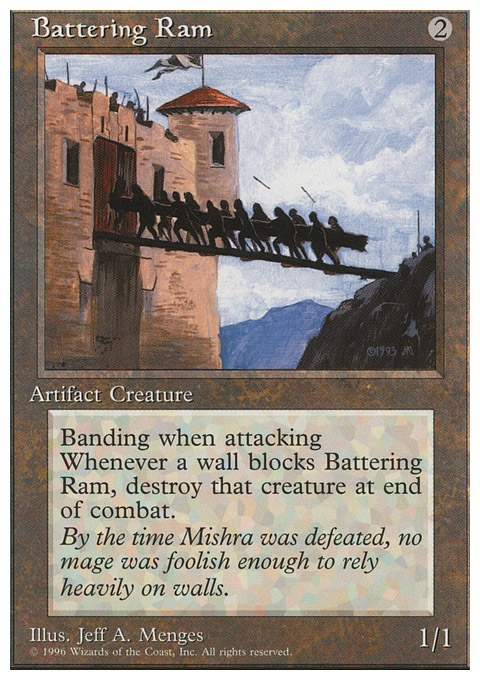 Battering Ram
2
©1993 JAM
Artifact Creature
Banding when attacking
Whenever a wall blocks Battering
Ram, destroy that creature at end
of combat.
By the time Mishra was defeated, no
mage was foolish enough to rely
heavily on walls.
Illus. Jeff A. Menges
1/1
© 1996 Wizards of the Coast, Inc. All rights reserved.